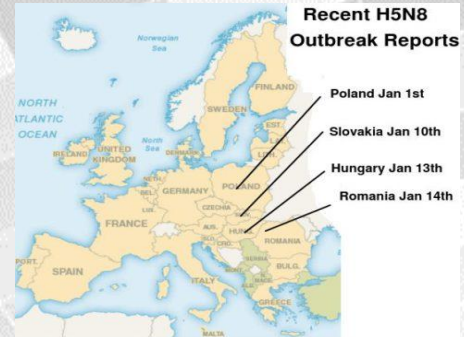 Recent H5N8
Outbreak Reports
Norwegian
Sea
FINLAND
SWEDEN
Poland Jan 1st
NORTH
ATLANTIC
OCEAN
EST.
Slovakia Jan 10th
North
Sea
DENMARK
UNITED
KINGDOM
IRELAND
Hungary Jan 13th
NETH.
POLAND
BEL.
GERMANY
Romania Jan 14th
LUX.
CZECHIA
FRANCE
AUS.
HUN.
ROMANIA
PORT.
SPAIN
ITALY
BULG.
GREECE
MALTA